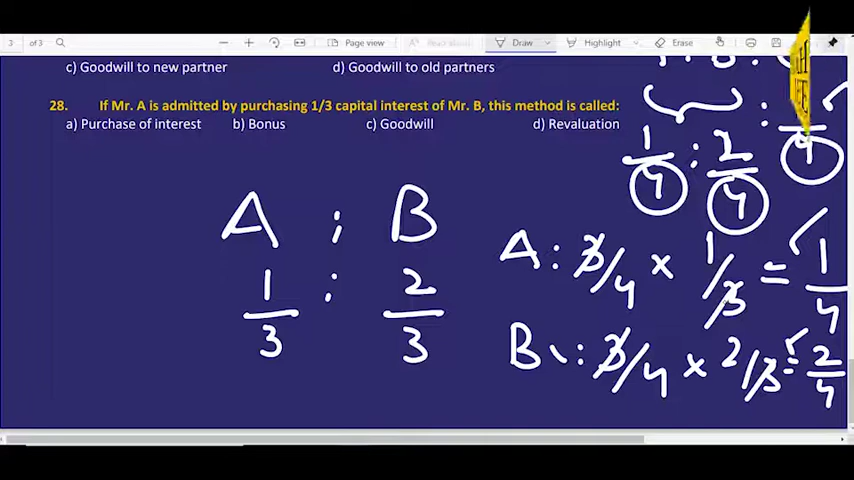 3 of 3 Page view Read aloud Draw Highlight Erase
c) Goodwill to new partner d) Goodwill to old partners
28. If Mr. A is admitted by purchasing 1/3 capital interest of Mr. B, this method is called:
a) Purchase of interest b) Bonus c) Goodwill d) Revaluation
1/4 : 2/4 :
A : B
1/3 : 2/3
A : 3/4 × 1/3 = 1/4
B : 3/4 × 2/3 = 2/4